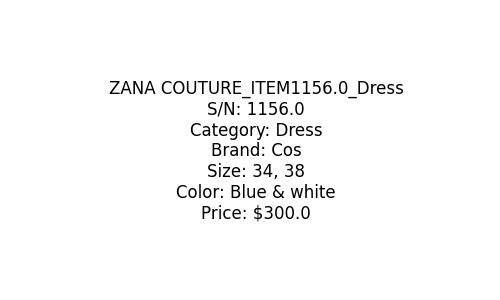 ZANA COUTURE_ITEM1156.0_Dress
S/N: 1156.0
Category: Dress
Brand: Cos
Size: 34, 38
Color: Blue & white
Price: $300.0